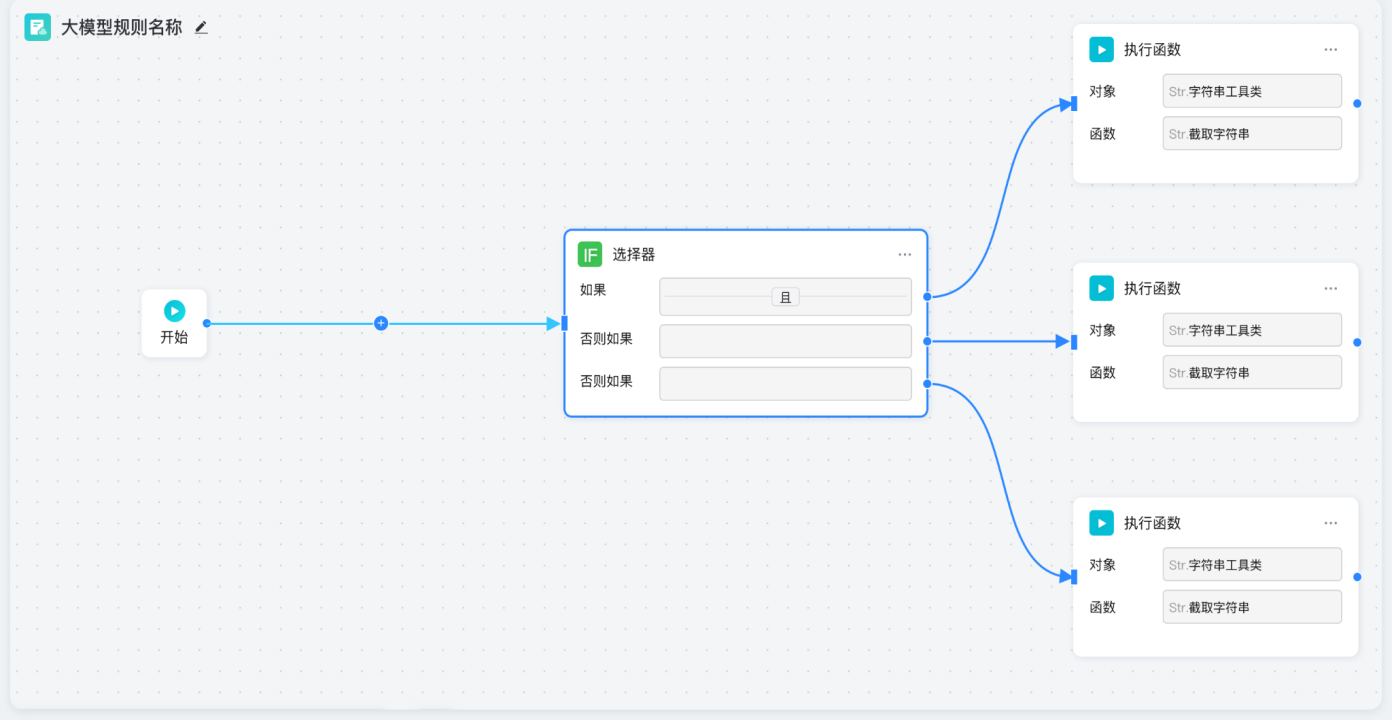 大模型规则名称
开始
IF 选择器
如果
且
否则如果
否则如果
执行函数
对象 Str.字符串工具类
函数 Str.截取字符串
执行函数
对象 Str.字符串工具类
函数 Str.截取字符串
执行函数
对象 Str.字符串工具类
函数 Str.截取字符串